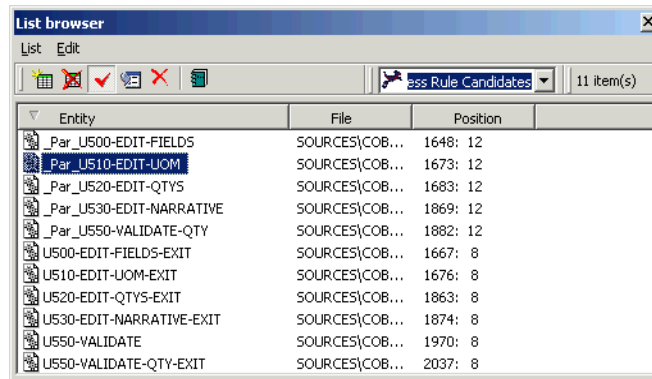 List browser
List Edit
ess Rule Candidates 11 item(s)
Entity File Position
_Par_U500-EDIT-FIELDS SOURCES\COB... 1648: 12
_Par_U510-EDIT-UOM SOURCES\COB... 1673: 12
_Par_U520-EDIT-QTYS SOURCES\COB... 1683: 12
_Par_U530-EDIT-NARRATIVE SOURCES\COB... 1869: 12
_Par_U550-VALIDATE-QTY SOURCES\COB... 1882: 12
U500-EDIT-FIELDS-EXIT SOURCES\COB... 1667: 8
U510-EDIT-UOM-EXIT SOURCES\COB... 1676: 8
U520-EDIT-QTYS-EXIT SOURCES\COB... 1863: 8
U530-EDIT-NARRATIVE-EXIT SOURCES\COB... 1874: 8
U550-VALIDATE SOURCES\COB... 1970: 8
U550-VALIDATE-QTY-EXIT SOURCES\COB... 2037: 8